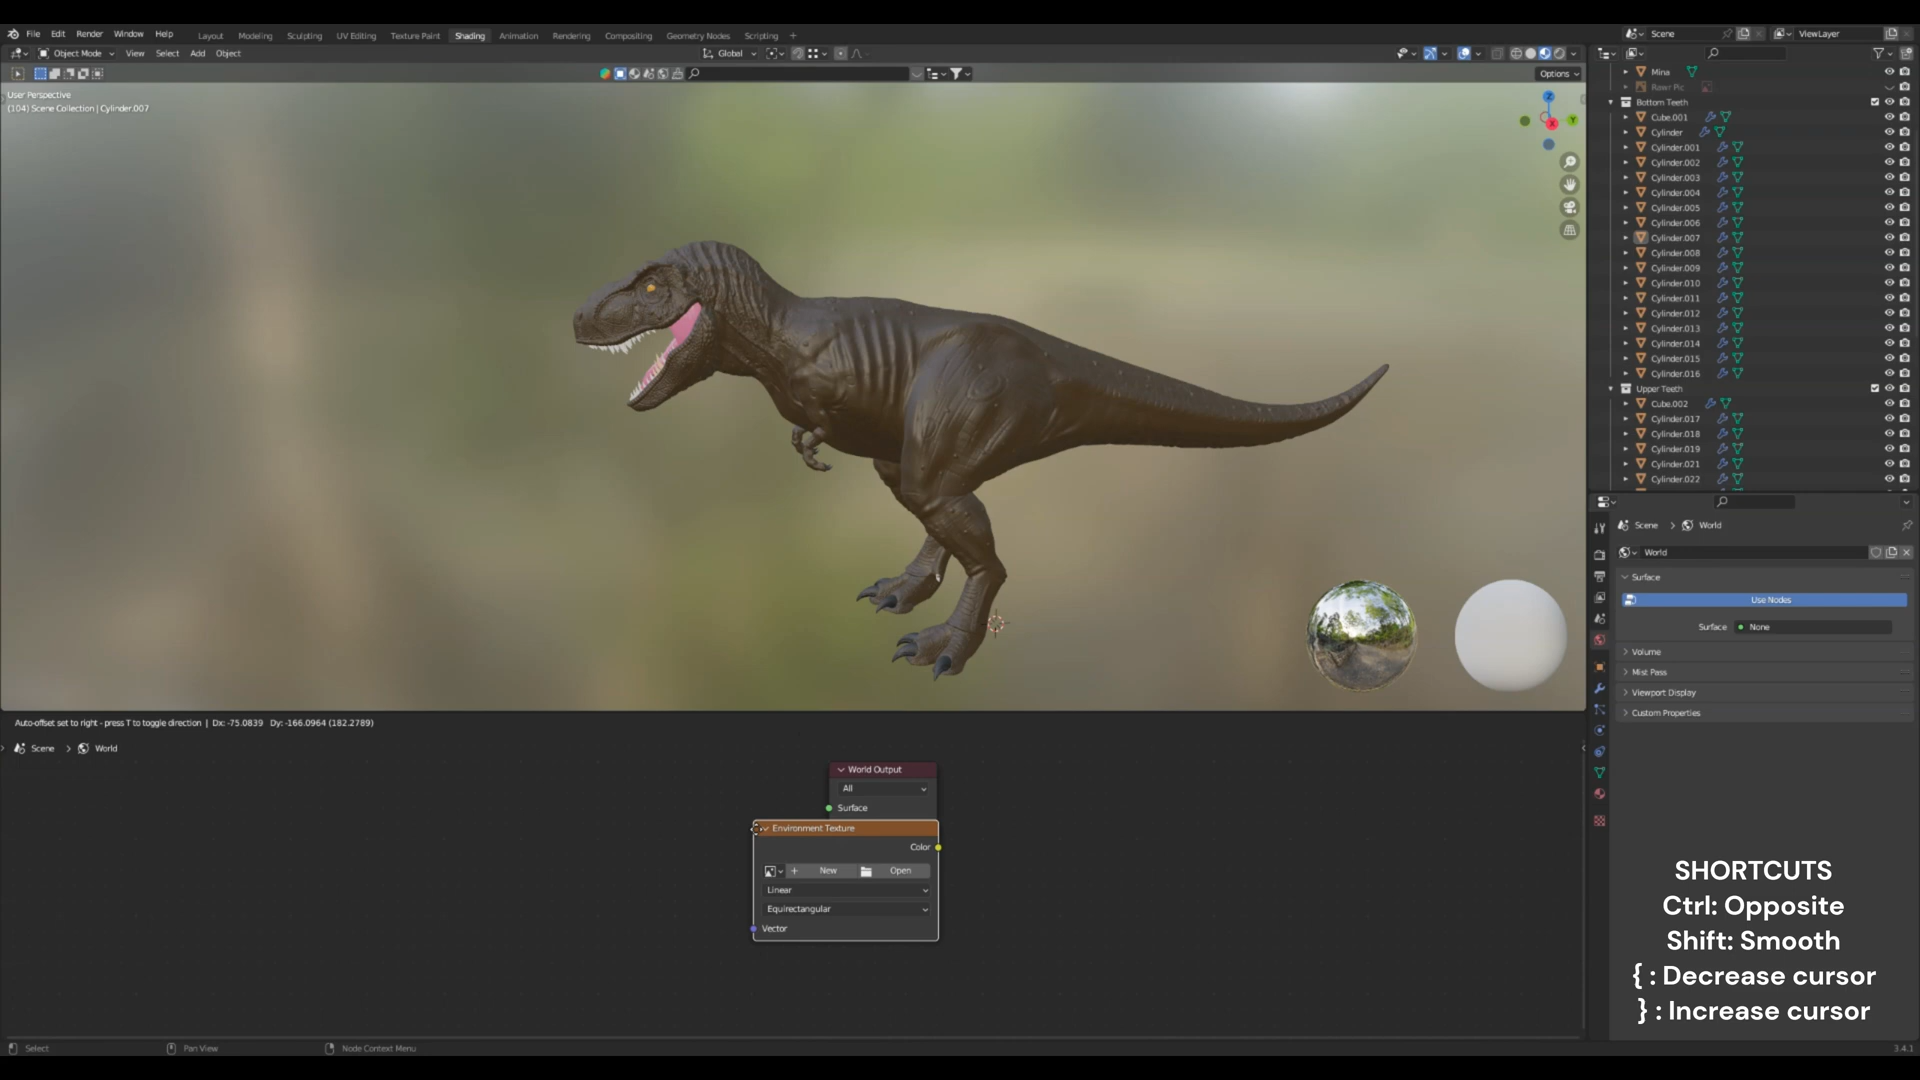 File Edit Render Window Help Layout Modeling Sculpting UV Editing Texture Paint Shading Animation Rendering Compositing Geometry Nodes Scripting + Scene ViewLayer
Object Mode View Select Add Object Global
Options
User Perspective
(104) Scene Collection | Cylinder.007
Z
Y
X
Mina
Rawr Pic
Bottom Teeth
Cube.001
Cylinder
Cylinder.001
Cylinder.002
Cylinder.003
Cylinder.004
Cylinder.005
Cylinder.006
Cylinder.007
Cylinder.008
Cylinder.009
Cylinder.010
Cylinder.011
Cylinder.012
Cylinder.013
Cylinder.014
Cylinder.015
Cylinder.016
Upper Teeth
Cube.002
Cylinder.017
Cylinder.018
Cylinder.019
Cylinder.021
Cylinder.022
Scene > World
World
Surface
Use Nodes
Surface None
Volume
Mist Pass
Viewport Display
Custom Properties
Auto-offset set to right - press T to toggle direction | Dx: -75.0839 Dy: -166.0964 (182.2789)
Scene > World
World Output
All
Surface
Environment Texture
Color
+ New Open
Linear
Equirectangular
Vector
SHORTCUTS
Ctrl: Opposite
Shift: Smooth
{ : Decrease cursor
} : Increase cursor
Select Pan View Node Context Menu 3.4.1